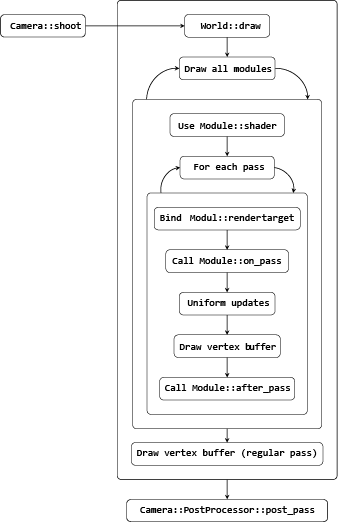 Camera::shoot
World::draw
Draw all modules
Use Module::shader
For each pass
Bind Modul::rendertarget
Call Module::on_pass
Uniform updates
Draw vertex buffer
Call Module::after_pass
Draw vertex buffer (regular pass)
Camera::PostProcessor::post_pass